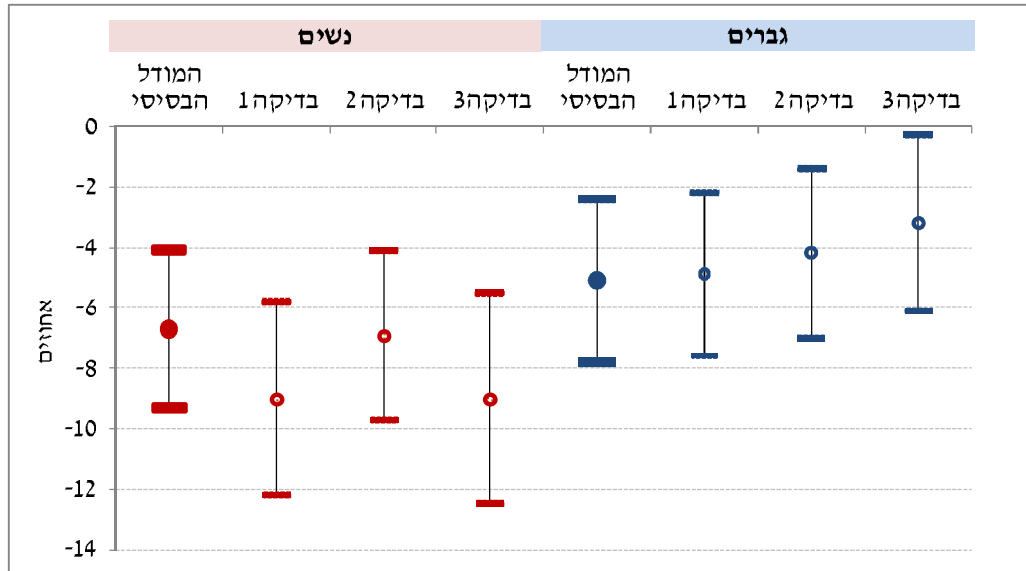 גברים
נשים
המודל הבסיסי
בדיקה1
בדיקה2
בדיקה3
המודל הבסיסי
בדיקה1
בדיקה2
בדיקה3
0
-2
-4
-6
-8
-10
-12
-14
אחוזים